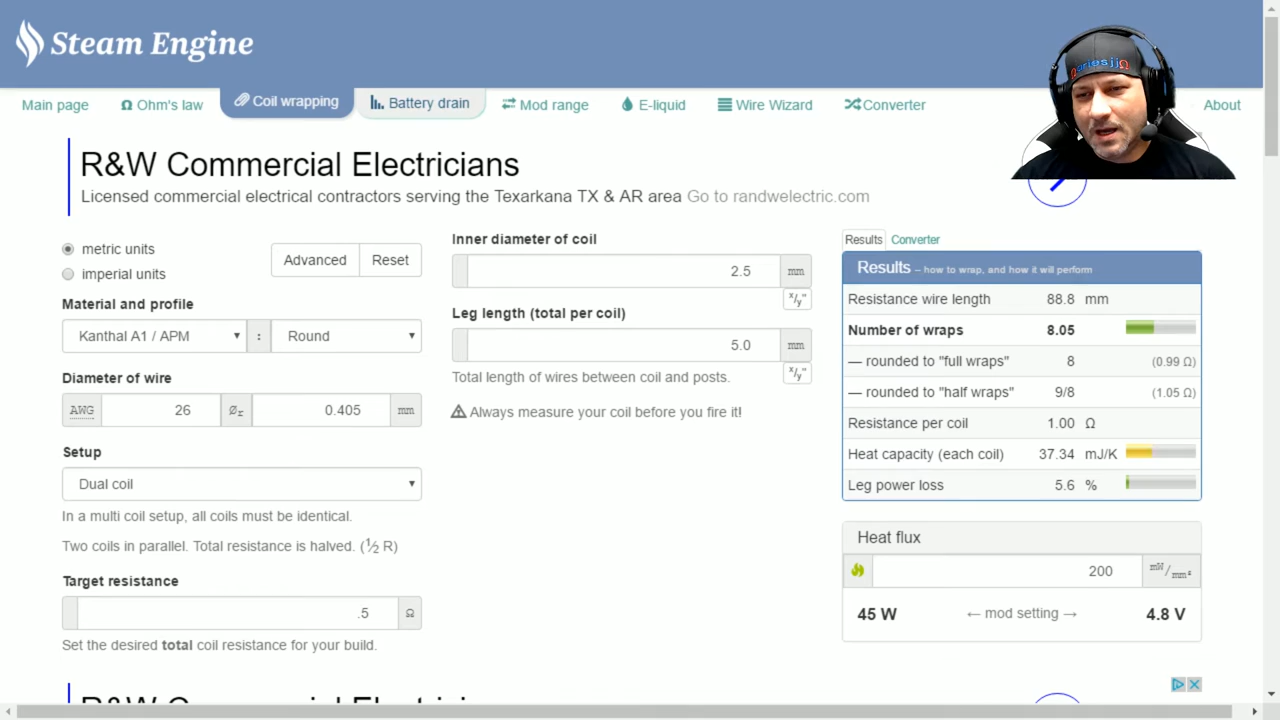 Steam Engine
Main page
Ω Ohm's law
Coil wrapping
Battery drain
Mod range
E-liquid
Wire Wizard
Converter
About
R&W Commercial Electricians
Licensed commercial electrical contractors serving the Texarkana TX & AR area Go to randwelectric.com
metric units
imperial units
Advanced
Reset
Material and profile
Kanthal A1 / APM : Round
Diameter of wire
AWG 26 Ør 0.405 mm
Setup
Dual coil
In a multi coil setup, all coils must be identical.
Two coils in parallel. Total resistance is halved. (½ R)
Target resistance
.5 Ω
Set the desired total coil resistance for your build.
Inner diameter of coil
2.5 mm
x/y"
Leg length (total per coil)
5.0 mm
x/y"
Total length of wires between coil and posts.
Always measure your coil before you fire it!
Results Converter
Results – how to wrap, and how it will perform
Resistance wire length 88.8 mm
Number of wraps 8.05
— rounded to "full wraps" 8 (0.99 Ω)
— rounded to "half wraps" 9/8 (1.05 Ω)
Resistance per coil 1.00 Ω
Heat capacity (each coil) 37.34 mJ/K
Leg power loss 5.6 %
Heat flux
200 mW/mm²
45 W ← mod setting → 4.8 V
R&W Commercial Electricians